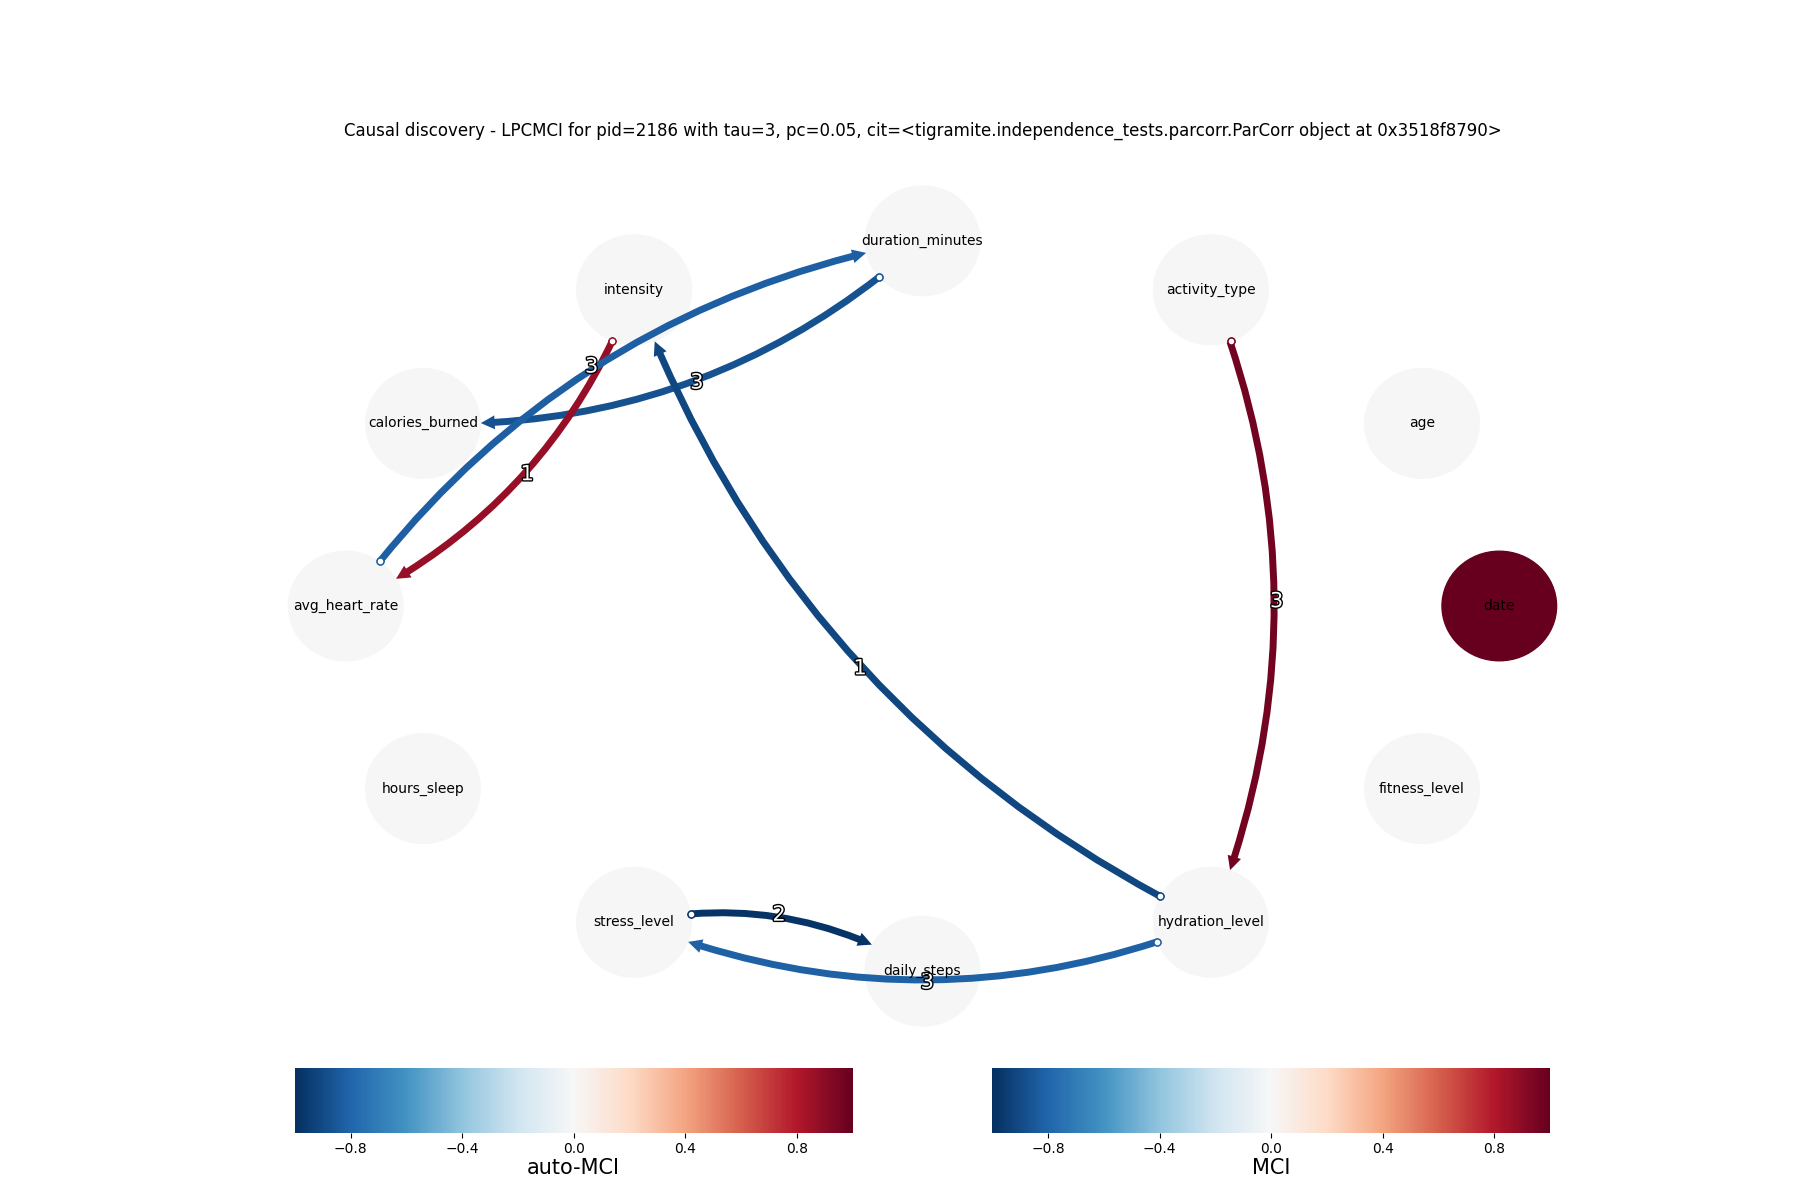 Causal discovery - LPCMCI for pid=2186 with tau=3, pc=0.05, cit=<tigramite.independence_tests.parcorr.ParCorr object at 0x3518f8790>
duration_minutes
intensity
activity_type
3
3
calories_burned
age
1
avg_heart_rate
3
date
1
hours_sleep
fitness_level
stress_level
2
hydration_level
daily_steps
3
−0.8 −0.4 0.0 0.4 0.8
auto-MCI
−0.8 −0.4 0.0 0.4 0.8
MCI